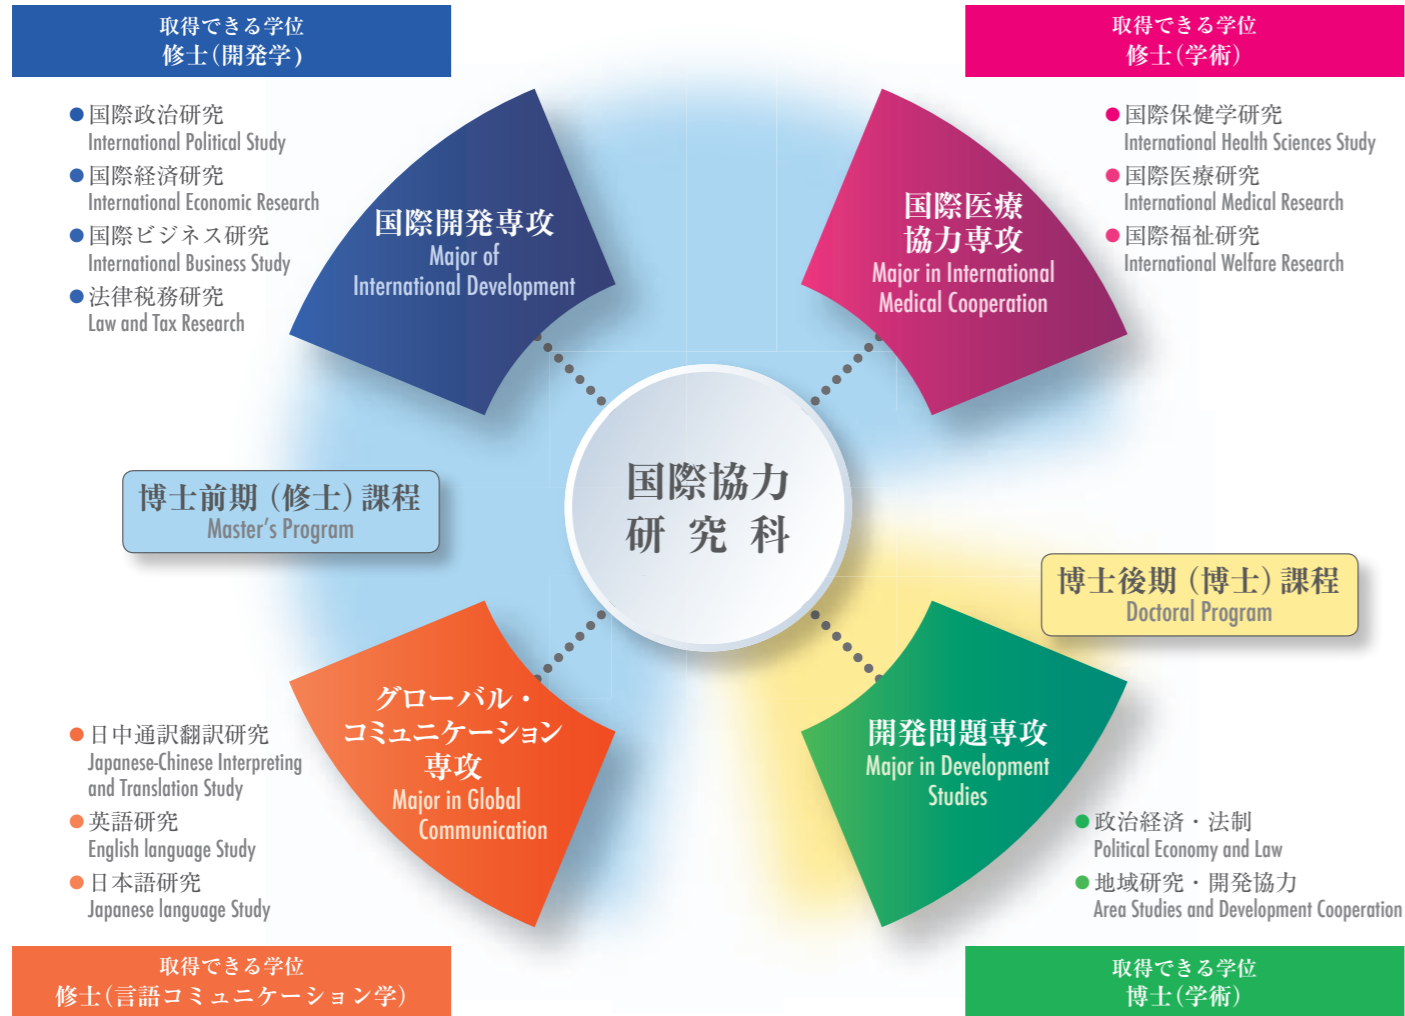 取得できる学位
修士(開発学)
取得できる学位
修士(学術)
●国際政治研究
International Political Study
●国際経済研究
International Economic Research
●国際ビジネス研究
International Business Study
●法律税務研究
Law and Tax Research
国際開発専攻
Major of
International Development
国際医療
協力専攻
Major in International
Medical Cooperation
●国際保健学研究
International Health Sciences Study
●国際医療研究
International Medical Research
●国際福祉研究
International Welfare Research
博士前期(修士)課程
Master's Program
国際協力
研究科
博士後期(博士)課程
Doctoral Program
●日中通訳翻訳研究
Japanese-Chinese Interpreting
and Translation Study
●英語研究
English language Study
●日本語研究
Japanese language Study
グローバル・
コミュニケーション
専攻
Major in Global
Communication
開発問題専攻
Major in Development
Studies
●政治経済・法制
Political Economy and Law
●地域研究・開発協力
Area Studies and Development Cooperation
取得できる学位
修士(言語コミュニケーション学)
取得できる学位
博士(学術)